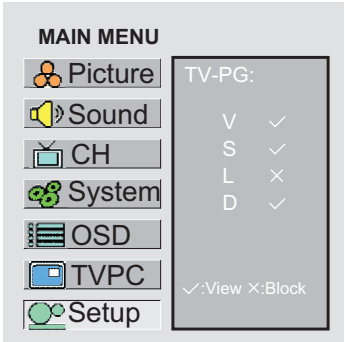 MAIN MENU
Picture
Sound
CH
System
OSD
TVPC
Setup
TV-PG:
V ✓
S ✓
L ×
D ✓
✓:View ×:Block